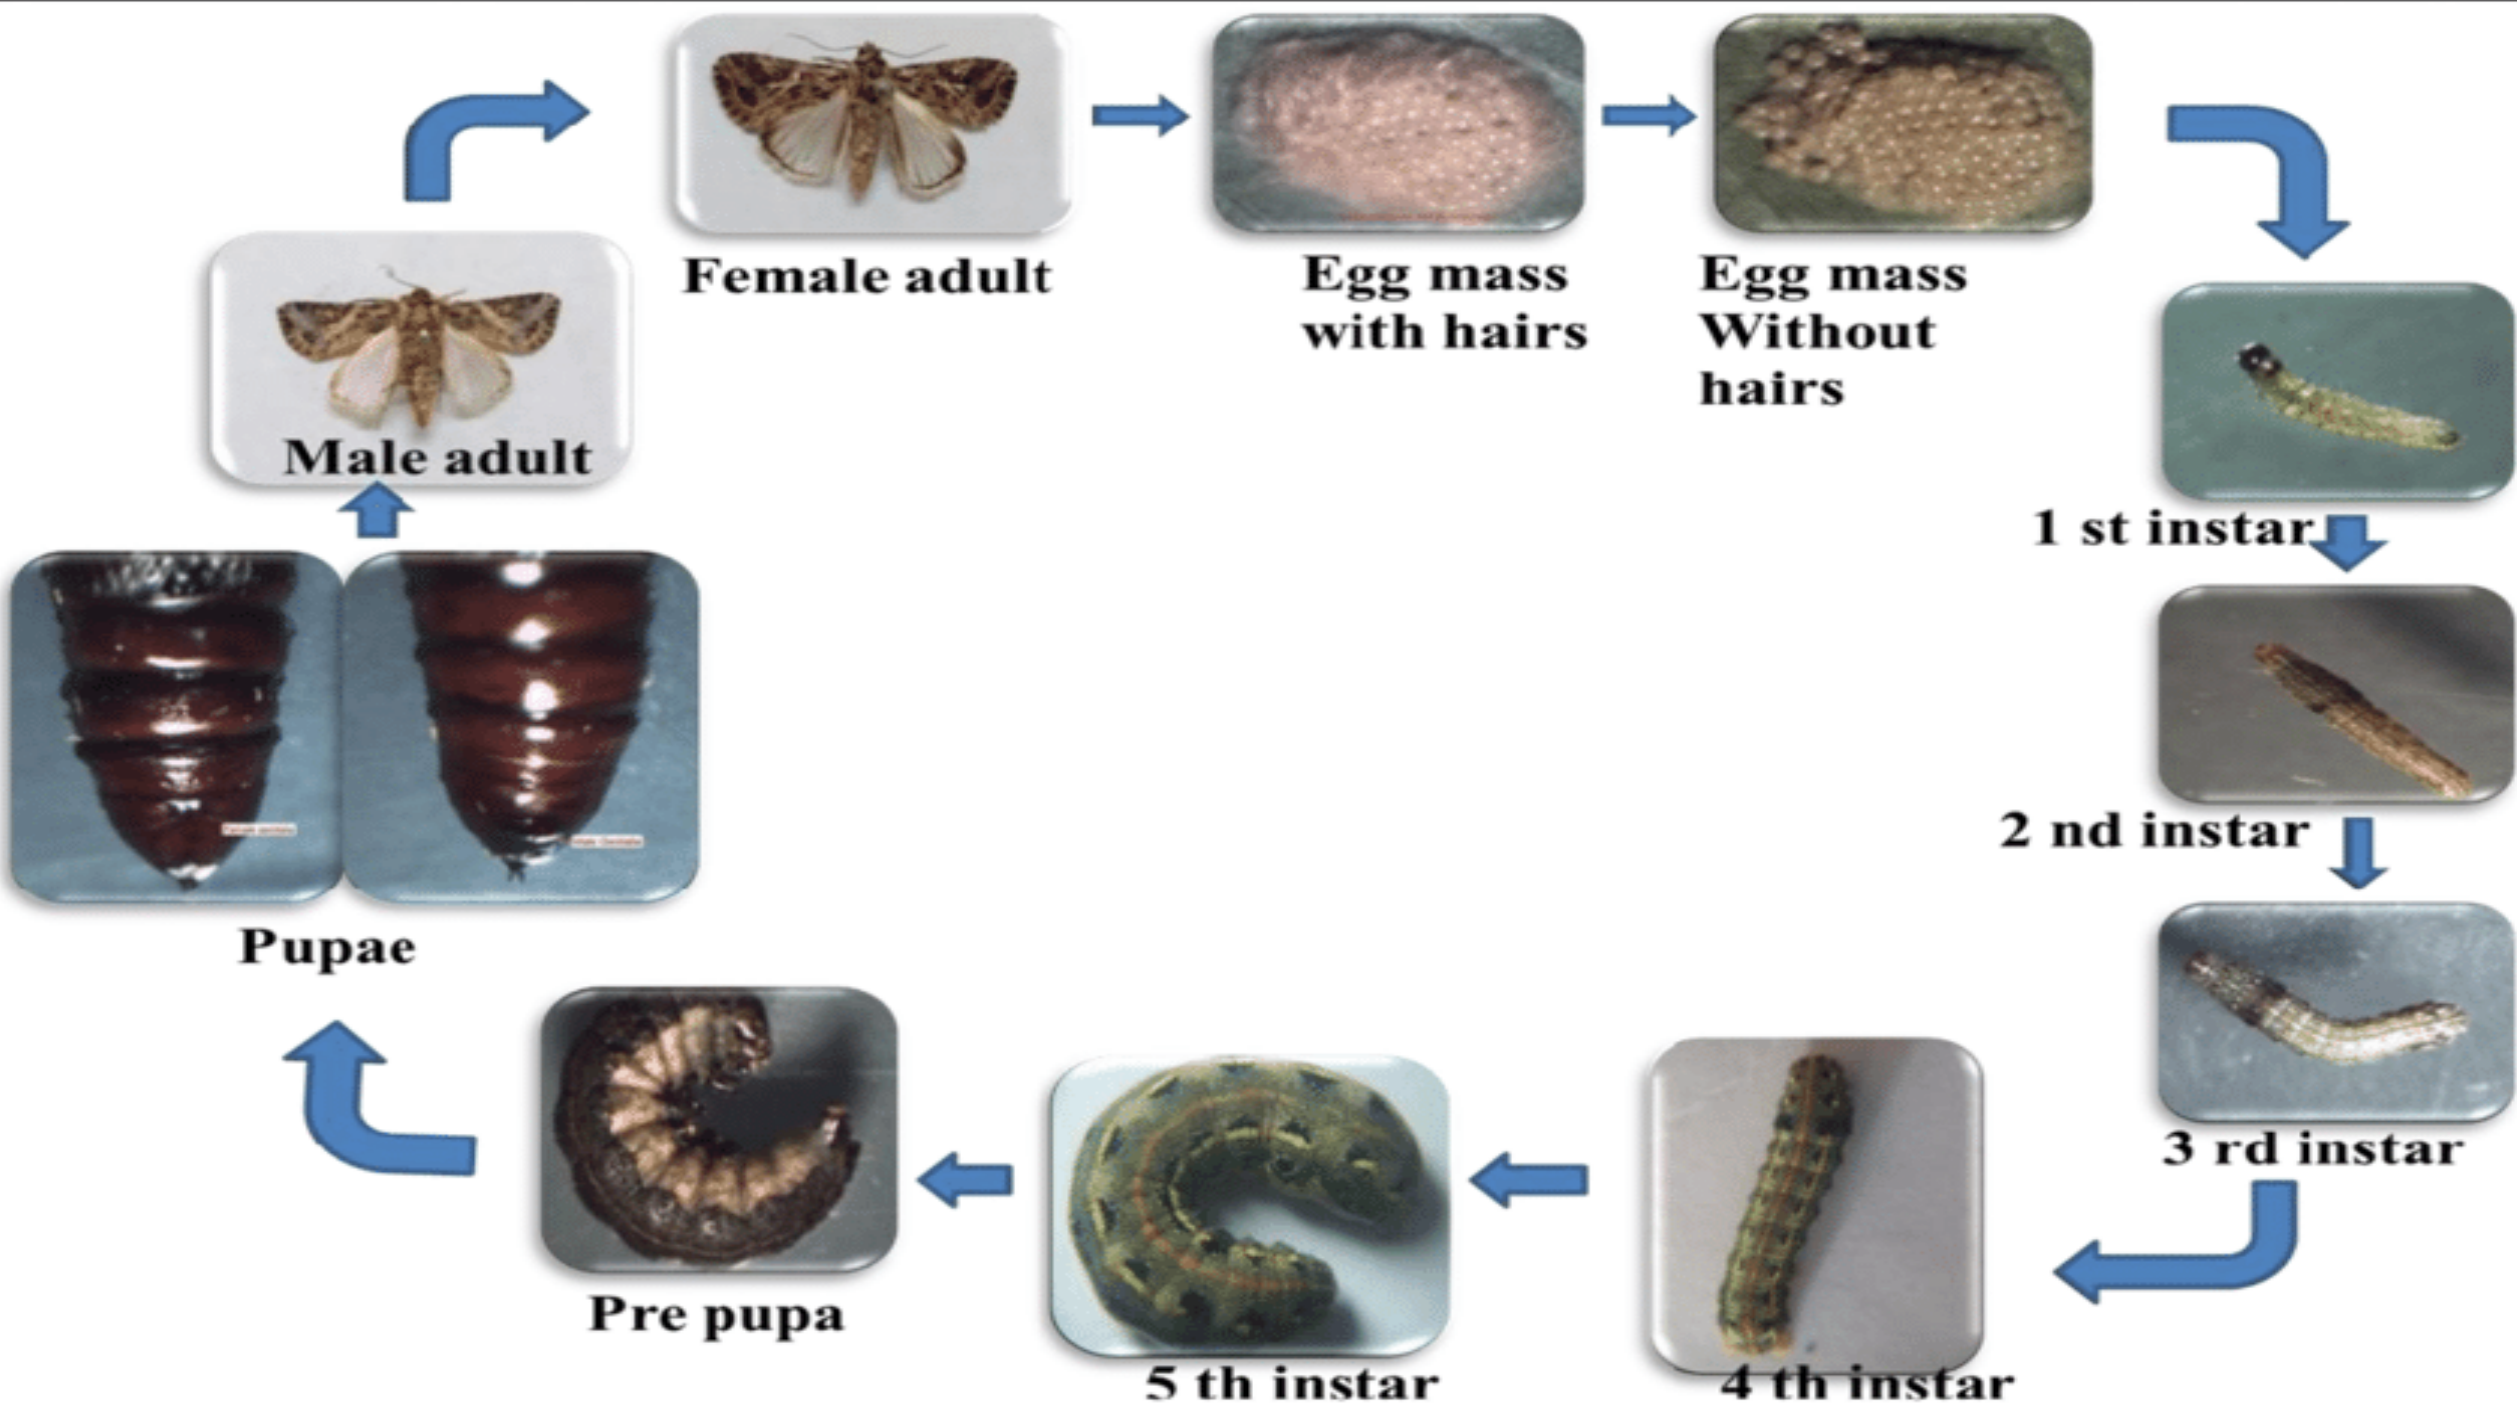 Female adult
Egg mass
with hairs
Egg mass
Without
hairs
Male adult
1 st instar
2 nd instar
3 rd instar
4 th instar
5 th instar
Pre pupa
Pupae